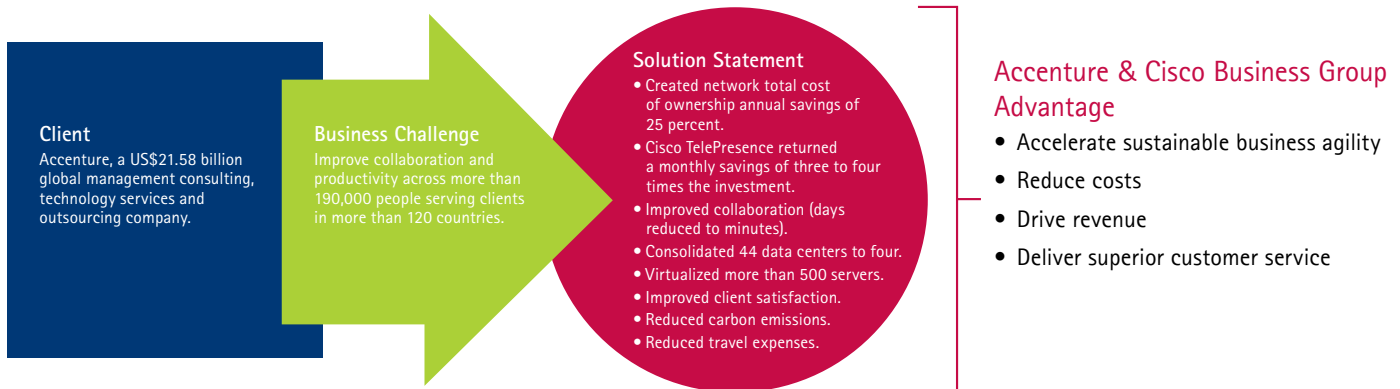 Client
Accenture, a US$21.58 billion
global management consulting,
technology services and
outsourcing company.
Business Challenge
Improve collaboration and
productivity across more than
190,000 people serving clients
in more than 120 countries.
Solution Statement
• Created network total cost
of ownership annual savings of
25 percent.
• Cisco TelePresence returned
a monthly savings of three to four
times the investment.
• Improved collaboration (days
reduced to minutes).
• Consolidated 44 data centers to four.
• Virtualized more than 500 servers.
• Improved client satisfaction.
• Reduced carbon emissions.
• Reduced travel expenses.
Accenture & Cisco Business Group
Advantage
• Accelerate sustainable business agility
• Reduce costs
• Drive revenue
• Deliver superior customer service